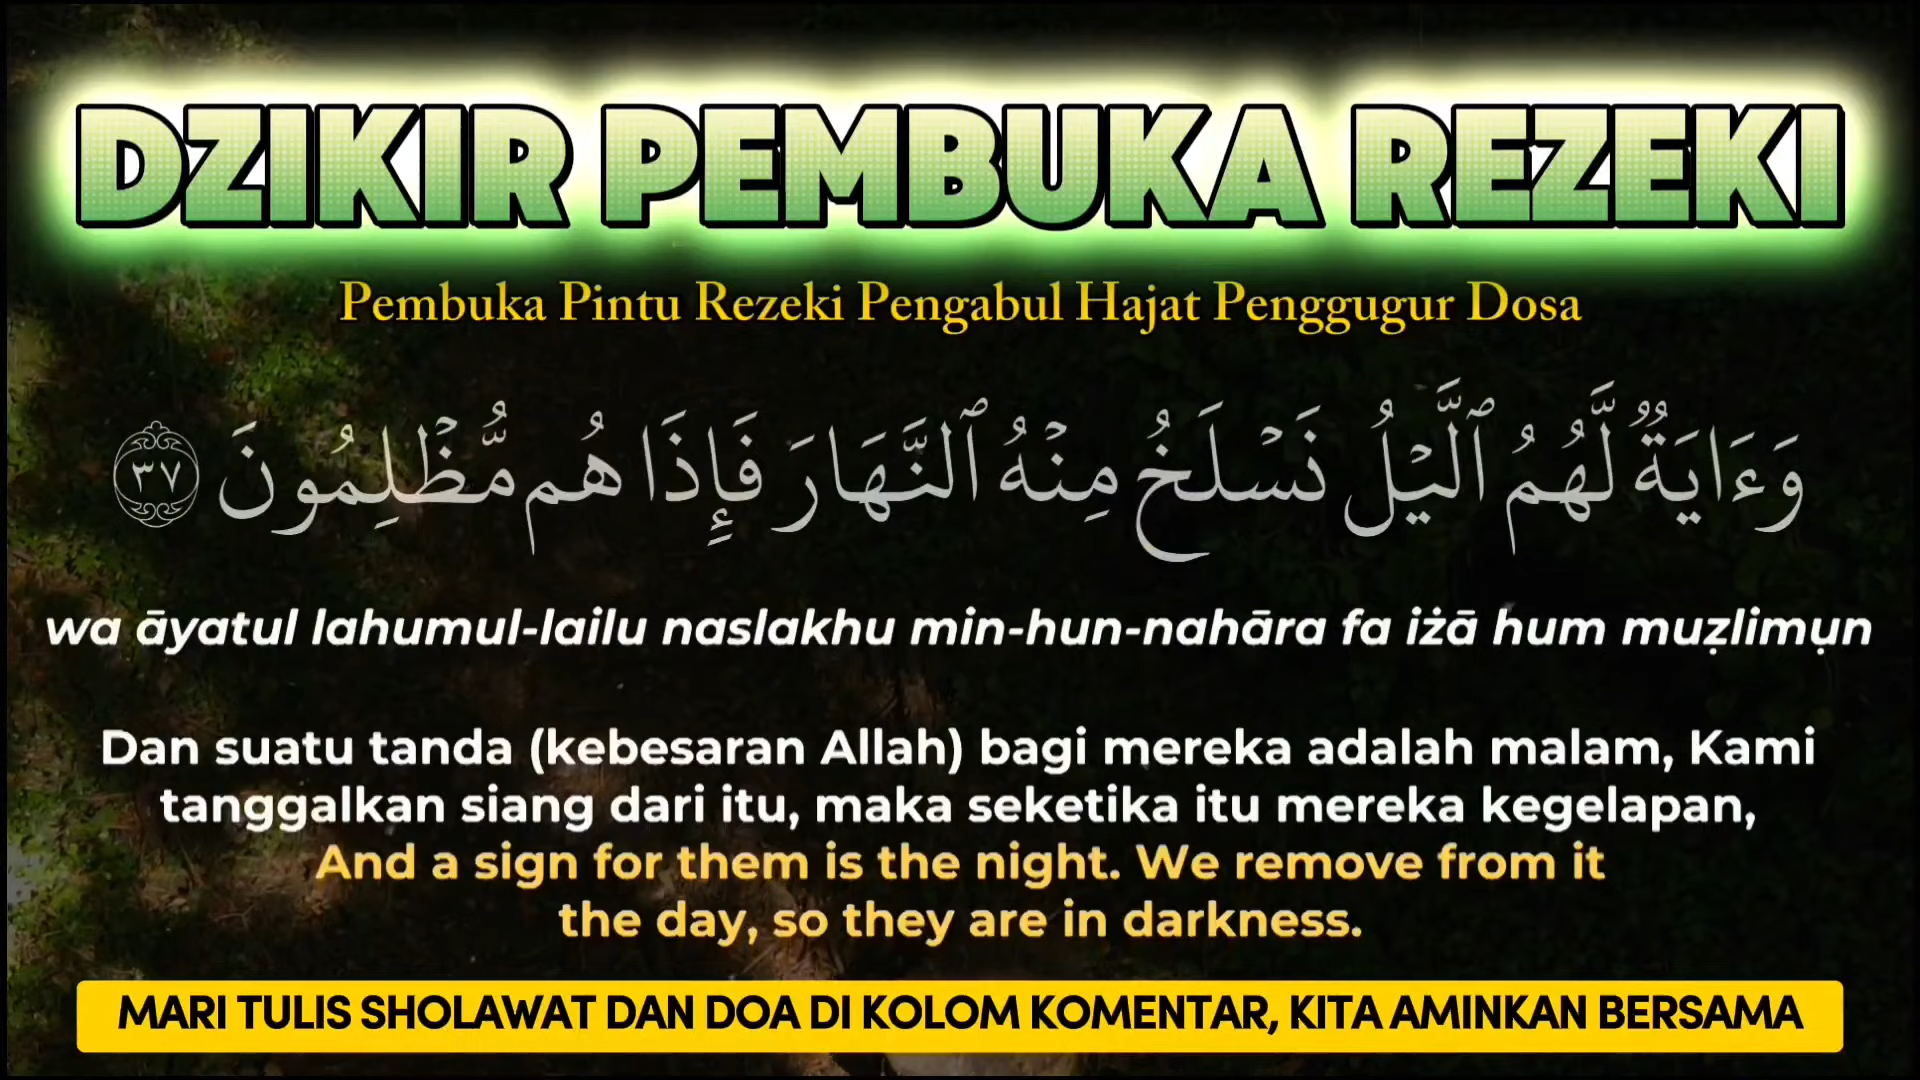 DZIKIR PEMBUKA REZEKI
Pembuka Pintu Rezeki Pengabul Hajat Penggugur Dosa
وَءَايَةٌ لَّهُمُ ٱلَّيْلُ نَسْلَخُ مِنْهُ ٱلنَّهَارَ فَإِذَا هُم مُّظْلِمُونَ ٣٧
wa āyatul lahumul-lailu naslakhu min-hun-nahāra fa iżā hum muẓlimụn
Dan suatu tanda (kebesaran Allah) bagi mereka adalah malam, Kami
tanggalkan siang dari itu, maka seketika itu mereka kegelapan,
And a sign for them is the night. We remove from it
the day, so they are in darkness.
MARI TULIS SHOLAWAT DAN DOA DI KOLOM KOMENTAR, KITA AMINKAN BERSAMA